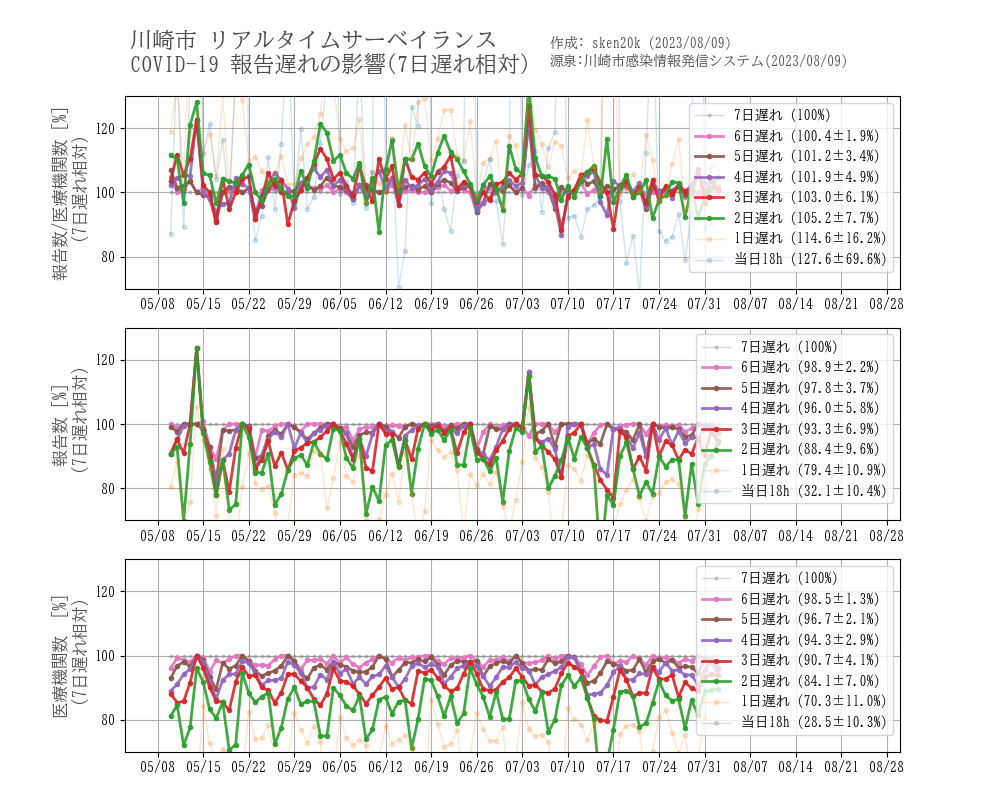 川崎市 リアルタイムサーベイランス
COVID-19 報告遅れの影響(7日遅れ相対)
作成: sken20k (2023/08/09)
源泉:川崎市感染情報発信システム(2023/08/09)
報告数/医療機関数 [%]
(7日遅れ相対)
120
100
80
7日遅れ (100%)
6日遅れ (100.4±1.9%)
5日遅れ (101.2±3.4%)
4日遅れ (101.9±4.9%)
3日遅れ (103.0±6.1%)
2日遅れ (105.2±7.7%)
1日遅れ (114.6±16.2%)
当日18h (127.6±69.6%)
05/08 05/15 05/22 05/29 06/05 06/12 06/19 06/26 07/03 07/10 07/17 07/24 07/31 08/07 08/14 08/21 08/28
報告数 [%]
(7日遅れ相対)
120
100
80
7日遅れ (100%)
6日遅れ (98.9±2.2%)
5日遅れ (97.8±3.7%)
4日遅れ (96.0±5.8%)
3日遅れ (93.3±6.9%)
2日遅れ (88.4±9.6%)
1日遅れ (79.4±10.9%)
当日18h (32.1±10.4%)
05/08 05/15 05/22 05/29 06/05 06/12 06/19 06/26 07/03 07/10 07/17 07/24 07/31 08/07 08/14 08/21 08/28
医療機関数 [%]
(7日遅れ相対)
120
100
80
7日遅れ (100%)
6日遅れ (98.5±1.3%)
5日遅れ (96.7±2.1%)
4日遅れ (94.3±2.9%)
3日遅れ (90.7±4.1%)
2日遅れ (84.1±7.0%)
1日遅れ (70.3±11.0%)
当日18h (28.5±10.3%)
05/08 05/15 05/22 05/29 06/05 06/12 06/19 06/26 07/03 07/10 07/17 07/24 07/31 08/07 08/14 08/21 08/28